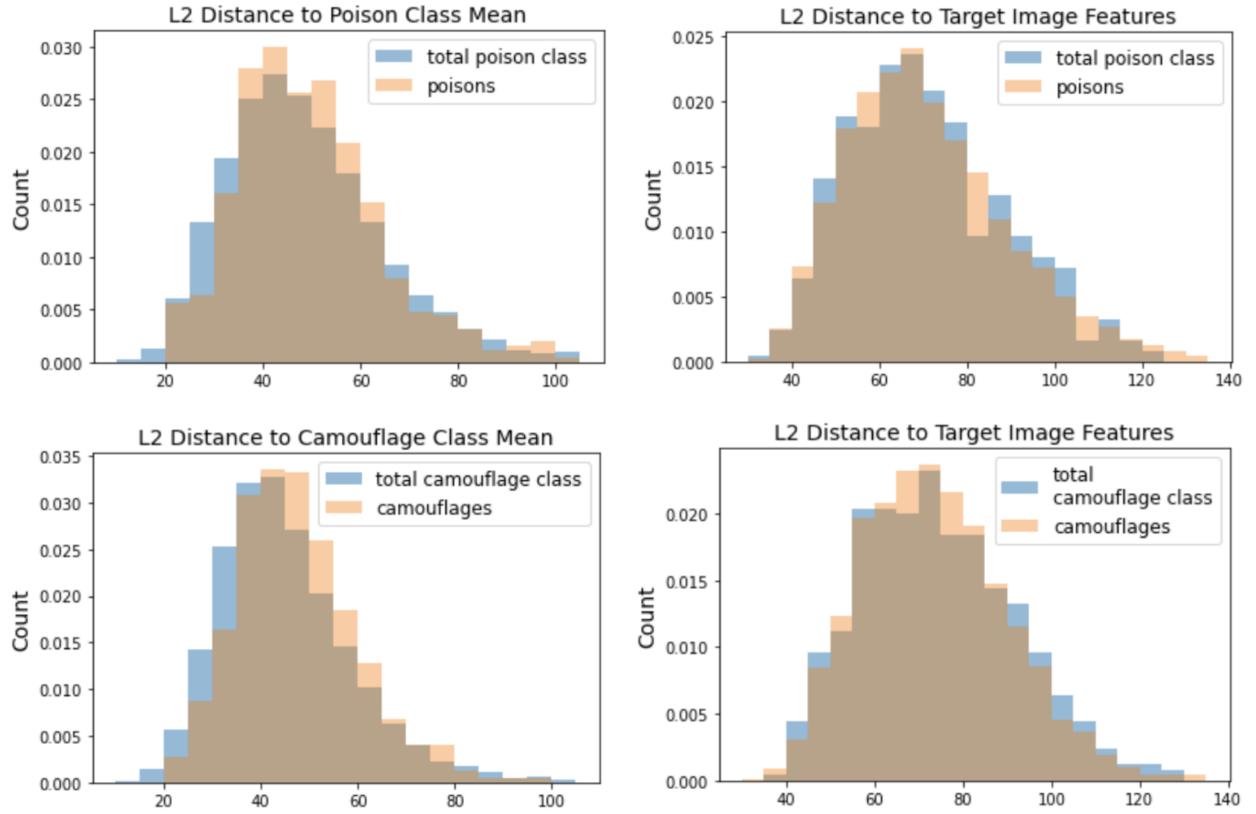 L2 Distance to Poison Class Mean
Count
0.030
0.025
0.020
0.015
0.010
0.005
0.000
total poison class
poisons
20 40 60 80 100
L2 Distance to Target Image Features
Count
0.025
0.020
0.015
0.010
0.005
0.000
total poison class
poisons
40 60 80 100 120 140
L2 Distance to Camouflage Class Mean
Count
0.035
0.030
0.025
0.020
0.015
0.010
0.005
0.000
total camouflage class
camouflages
20 40 60 80 100
L2 Distance to Target Image Features
Count
0.020
0.015
0.010
0.005
0.000
total
camouflage class
camouflages
40 60 80 100 120 140